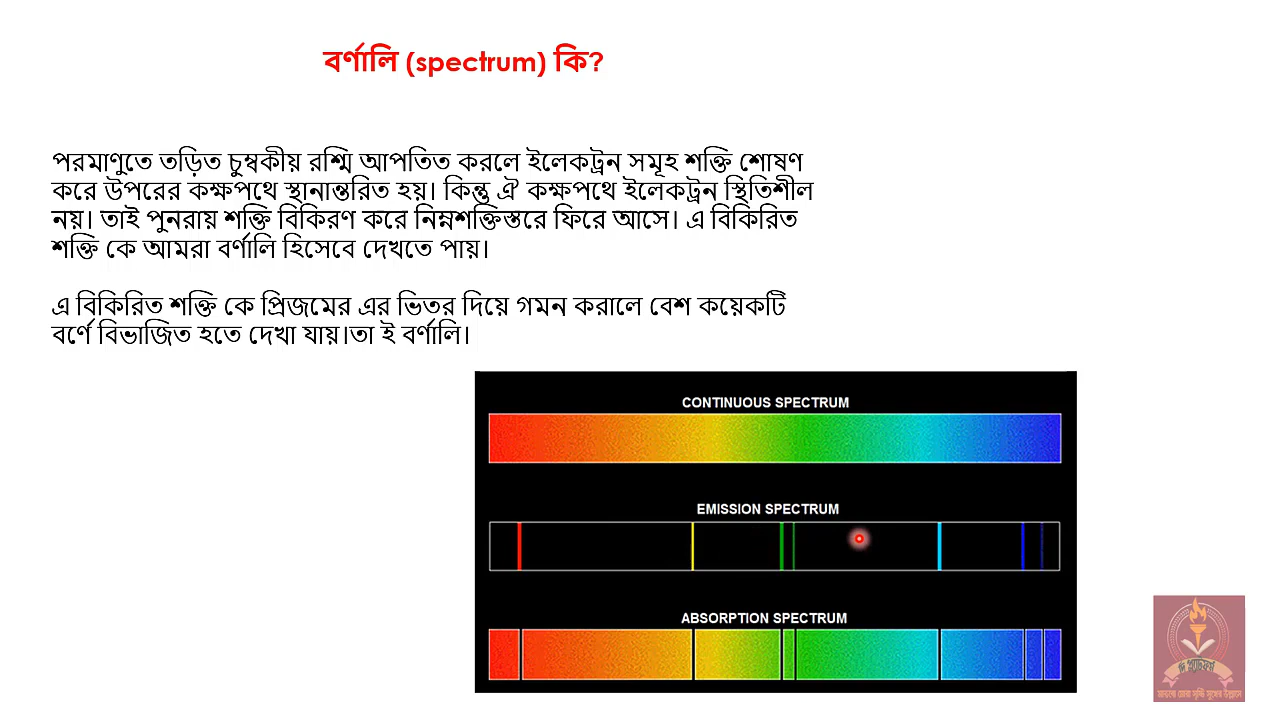 বর্ণালি (spectrum) কি?
পরমাণুতে তড়িত চুম্বকীয় রশ্মি আপতিত করলে ইলেকট্রন সমূহ শক্তি শোষণ
করে উপরের কক্ষপথে স্থানান্তরিত হয়। কিন্তু ঐ কক্ষপথে ইলেকট্রন স্থিতিশীল
নয়। তাই পুনরায় শক্তি বিকিরণ করে নিম্নশক্তিস্তরে ফিরে আসে। এ বিকিরিত
শক্তি কে আমরা বর্ণালি হিসেবে দেখতে পায়।
এ বিকিরিত শক্তি কে প্রিজমের এর ভিতর দিয়ে গমন করালে বেশ কয়েকটি
বর্ণে বিভাজিত হতে দেখা যায়।তা ই বর্ণালি।
CONTINUOUS SPECTRUM
EMISSION SPECTRUM
ABSORPTION SPECTRUM